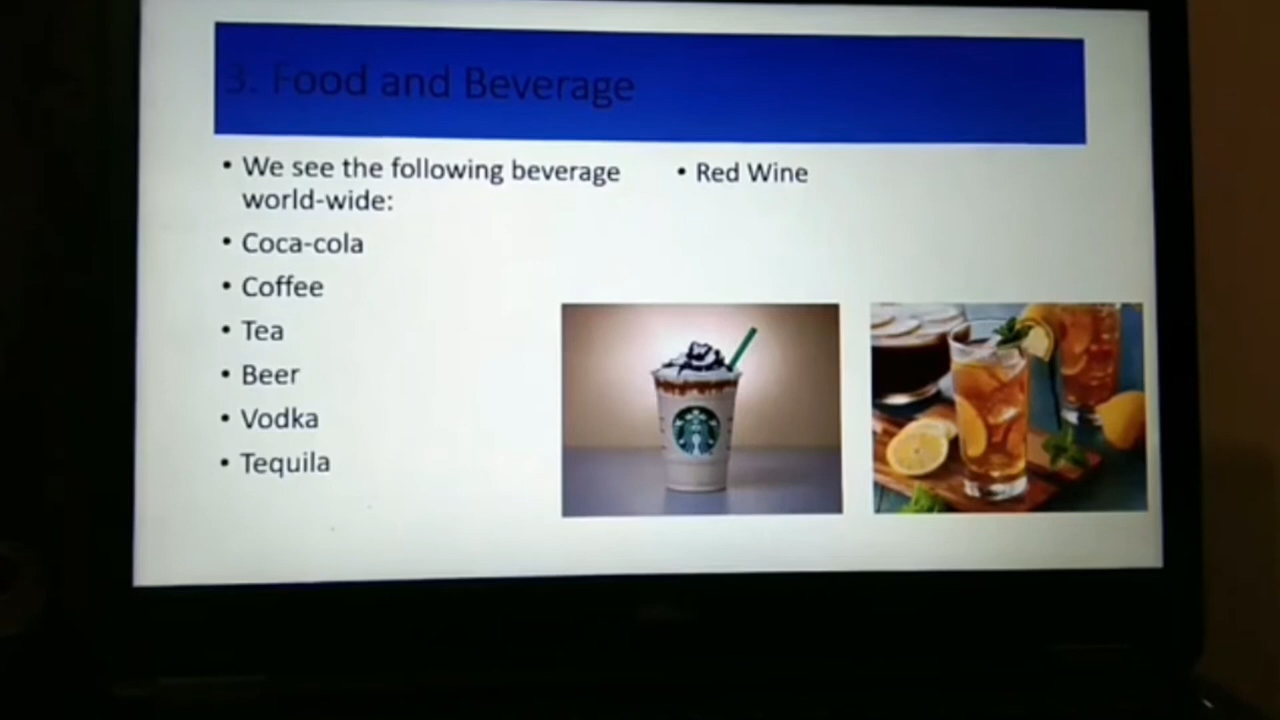 3. Food and Beverage
• We see the following beverage
world-wide:
• Coca-cola
• Coffee
• Tea
• Beer
• Vodka
• Tequila
• Red Wine